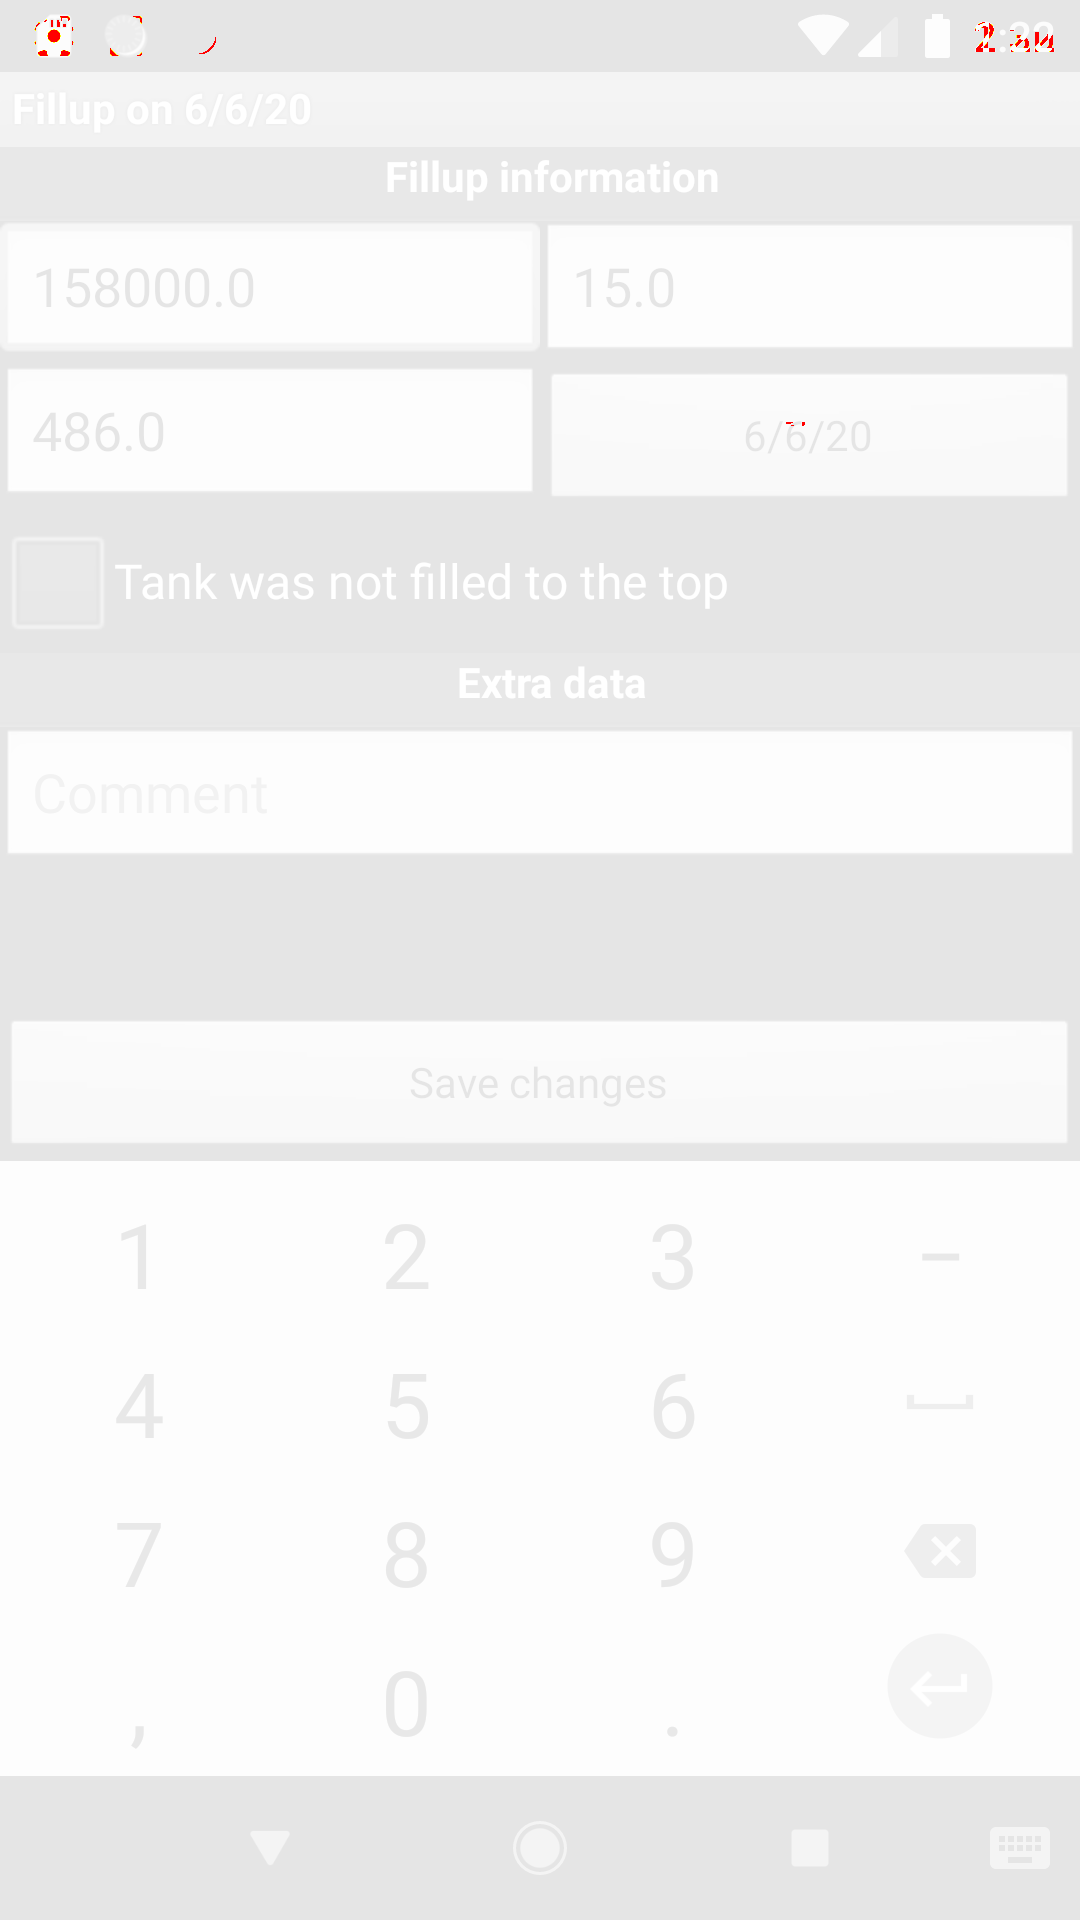 Fillup on 6/6/20
Fillup information
158000.0 15.0
486.0 6/6/20
Tank was not filled to the top
Extra data
Comment
Save changes
1 2 3 –
4 5 6
7 8 9
, 0 .